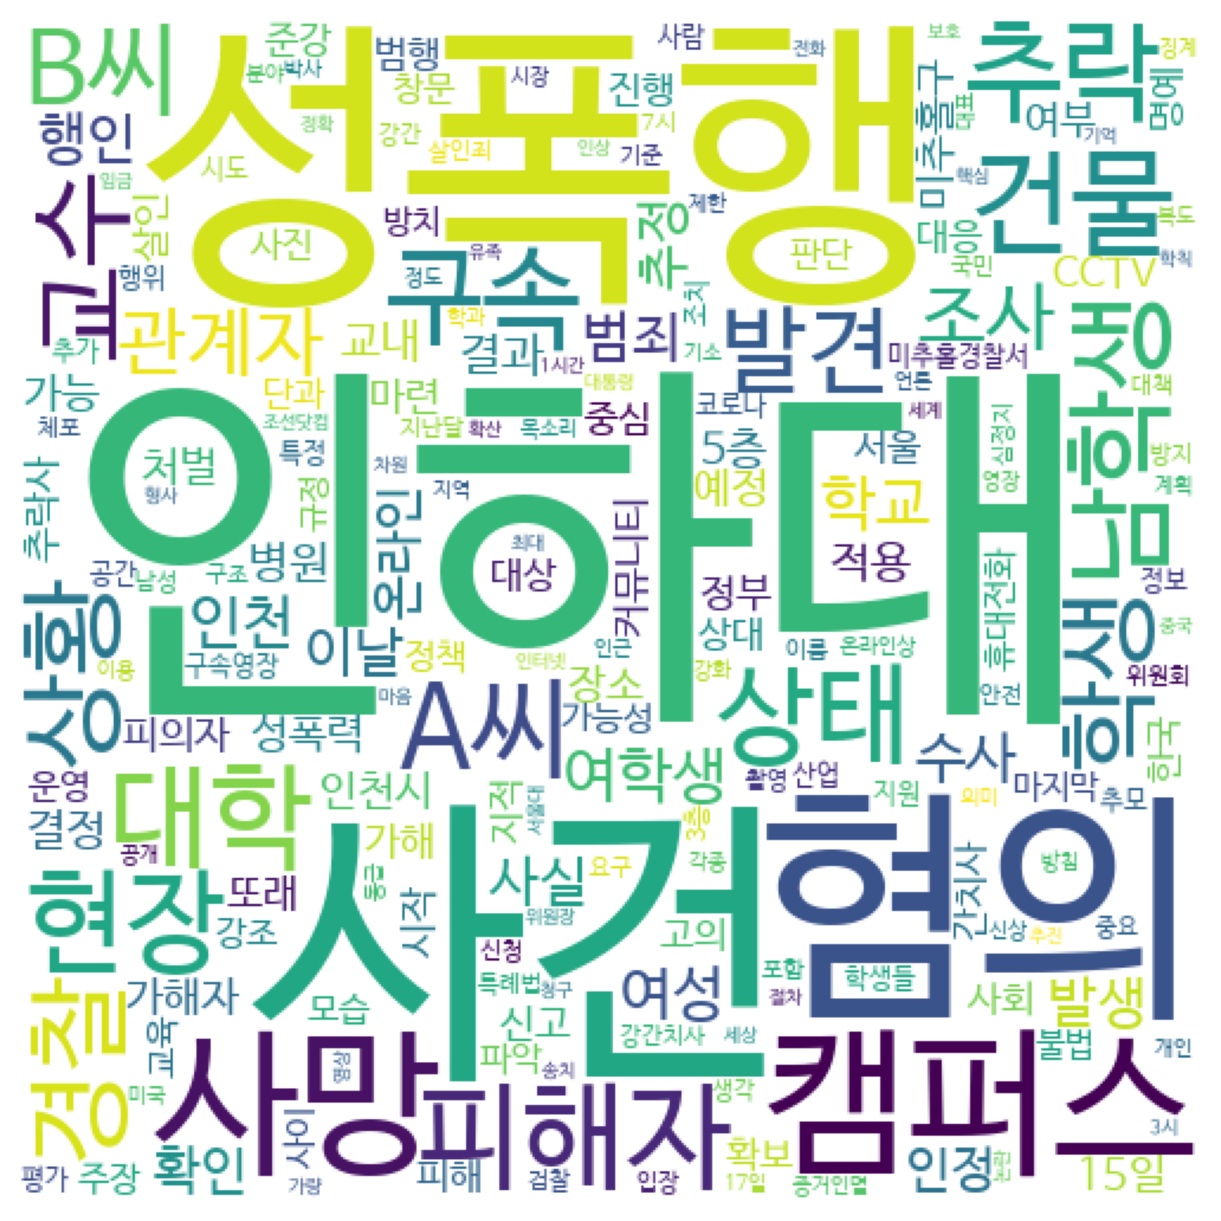 B씨
준강
분야
박사
범행
사람
전화
보호
징계
성폭행
추락
행인
정확
창문
시장
진행
미추홀구
대표
여부
명예
강간
7시
기억
임금
시도
살인죄
인상
기준
건물
핵심
교수
살인
사진
방치
유족
추정
제한
판단
대응
국민
복도
학칙
CCTV
행위
정도
구속
조치
관계자
학과
교내
결과
범죄
발견
조사
남학생
추가
1시간
기소
미추홀경찰서
가능
단과
마련
대통령
언론
대책
체포
조선닷컴
지난달
확산
목소리
중심
코로나
세계
인하대
추락사
처벌
특정
차원
5층
서울
심정지
영장
방지
형사
규정
지역
예정
학교
계획
온라인
병원
공간
남성
구조
최대
대상
커뮤니티
정부
적용
휴대전화
정보
상황
인천
이날
정책
인근
상대
이름
온라인상
중국
이용
구속영장
인터넷
강화
학생
마음
장소
안전
위원회
피의자
성폭력
A씨
가능성
상태
수사
한국
운영
대학
인천시
지적
서울대
여학생
촬영
산업
지원
의미
마지막
추모
결정
공개
가해
사건
3층
혐의
현장
또래
동급
사실
요구
각종
간치사
방침
강조
시작
위원장
고의
신상
중요
추진
신청
경찰
가해자
특례법
청구
여성
포함
절차
학생들
사회
발생
교육
모습
신고
강간치사
세상
불법
개인
사망
영상
파악
송치
캠퍼스
미국
피해자
생각
3시
사이
평가
주장
확인
가량
피해
검찰
입장
확보
17일
증거인멸
인정
논란
15일